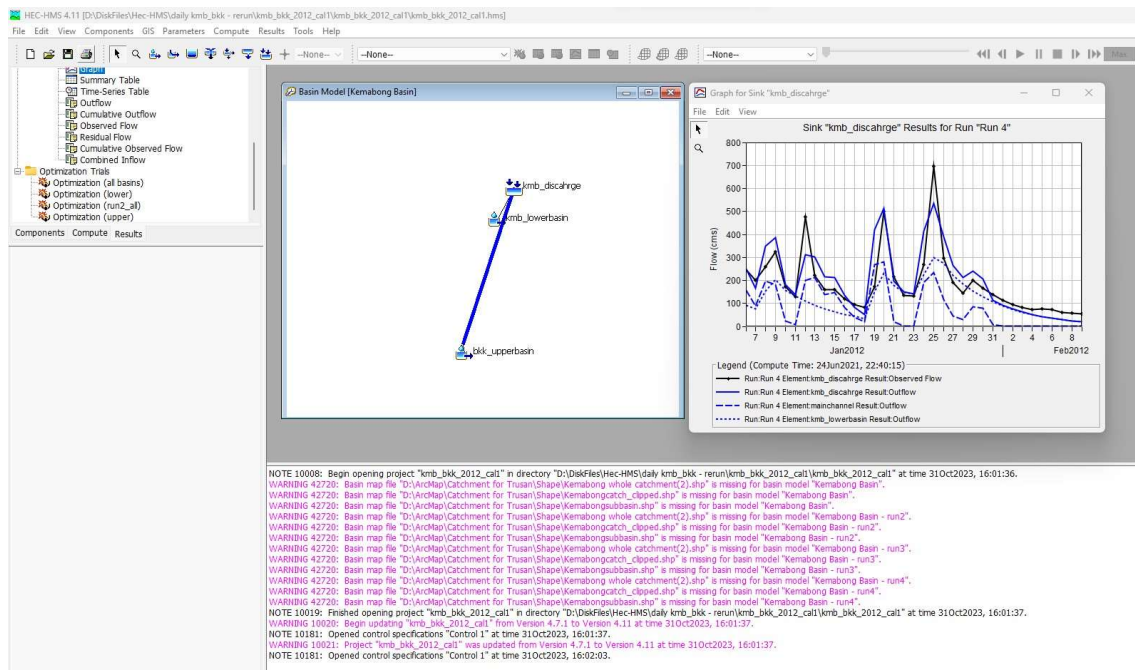 HEC-HMS 4.11 [D:\DiskFiles\Hec-HMS\daily kmb_bkk - rerun\kmb_bkk_2012_cal1\kmb_bkk_2012_cal1\kmb_bkk_2012_cal1.hms]
File Edit View Components GIS Parameters Compute Results Tools Help
--None-- --None-- --None--
Graph
Summary Table
Time-Series Table
Outflow
Cumulative Outflow
Observed Flow
Residual Flow
Cumulative Observed Flow
Combined Inflow
Optimization Trials
Optimization (all basins)
Optimization (lower)
Optimization (run2_all)
Optimization (upper)
Components Compute Results
Basin Model [Kemabong Basin]
kmb_discahrge
kmb_lowerbasin
bkk_upperbasin
Graph for Sink "kmb_discahrge"
File Edit View
Sink "kmb_discahrge" Results for Run "Run 4"
800
700
600
500
400
300
200
100
0
Flow (cms)
7 9 11 13 15 17 19 21 23 25 27 29 31 2 4 6 8
Jan2012 Feb2012
Legend (Compute Time: 24Jun2021, 22:40:15)
Run:Run 4 Element:kmb_discahrge Result:Observed Flow
Run:Run 4 Element:kmb_discahrge Result:Outflow
Run:Run 4 Element:mainchannel Result:Outflow
Run:Run 4 Element:kmb_lowerbasin Result:Outflow
NOTE 10008: Begin opening project "kmb_bkk_2012_cal1" in directory "D:\DiskFiles\Hec-HMS\daily kmb_bkk - rerun\kmb_bkk_2012_cal1\kmb_bkk_2012_cal1" at time 31Oct2023, 16:01:36.
WARNING 42720: Basin map file "D:\ArcMap\Catchment for Trusan\Shape\Kemabong whole catchment(2).shp" is missing for basin model "Kemabong Basin".
WARNING 42720: Basin map file "D:\ArcMap\Catchment for Trusan\Shape\Kemabongcatch_clipped.shp" is missing for basin model "Kemabong Basin".
WARNING 42720: Basin map file "D:\ArcMap\Catchment for Trusan\Shape\Kemabongsubbasin.shp" is missing for basin model "Kemabong Basin".
WARNING 42720: Basin map file "D:\ArcMap\Catchment for Trusan\Shape\Kemabong whole catchment(2).shp" is missing for basin model "Kemabong Basin - run2".
WARNING 42720: Basin map file "D:\ArcMap\Catchment for Trusan\Shape\Kemabongcatch_clipped.shp" is missing for basin model "Kemabong Basin - run2".
WARNING 42720: Basin map file "D:\ArcMap\Catchment for Trusan\Shape\Kemabongsubbasin.shp" is missing for basin model "Kemabong Basin - run2".
WARNING 42720: Basin map file "D:\ArcMap\Catchment for Trusan\Shape\Kemabong whole catchment(2).shp" is missing for basin model "Kemabong Basin - run3".
WARNING 42720: Basin map file "D:\ArcMap\Catchment for Trusan\Shape\Kemabongcatch_clipped.shp" is missing for basin model "Kemabong Basin - run3".
WARNING 42720: Basin map file "D:\ArcMap\Catchment for Trusan\Shape\Kemabongsubbasin.shp" is missing for basin model "Kemabong Basin - run3".
WARNING 42720: Basin map file "D:\ArcMap\Catchment for Trusan\Shape\Kemabong whole catchment(2).shp" is missing for basin model "Kemabong Basin - run4".
WARNING 42720: Basin map file "D:\ArcMap\Catchment for Trusan\Shape\Kemabongcatch_clipped.shp" is missing for basin model "Kemabong Basin - run4".
WARNING 42720: Basin map file "D:\ArcMap\Catchment for Trusan\Shape\Kemabongsubbasin.shp" is missing for basin model "Kemabong Basin - run4".
NOTE 10019: Finished opening project "kmb_bkk_2012_cal1" in directory "D:\DiskFiles\Hec-HMS\daily kmb_bkk - rerun\kmb_bkk_2012_cal1\kmb_bkk_2012_cal1" at time 31Oct2023, 16:01:37.
WARNING 10020: Begin updating "kmb_bkk_2012_cal1" from Version 4.7.1 to Version 4.11 at time 31Oct2023, 16:01:37.
NOTE 10181: Opened control specifications "Control 1" at time 31Oct2023, 16:01:37.
WARNING 10021: Project "kmb_bkk_2012_cal1" was updated from Version 4.7.1 to Version 4.11 at time 31Oct2023, 16:01:37.
NOTE 10181: Opened control specifications "Control 1" at time 31Oct2023, 16:02:03.